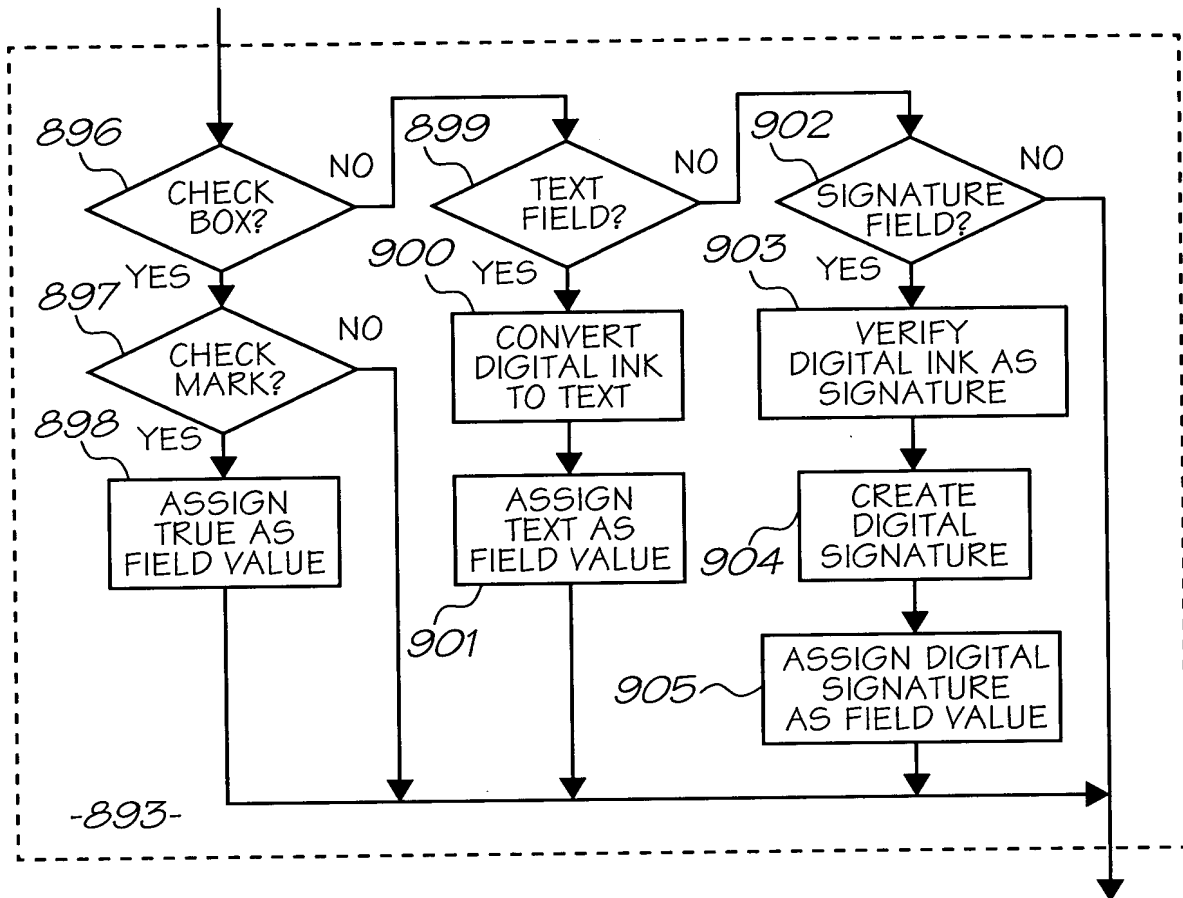 896
CHECK
BOX?
NO
YES
897
CHECK
MARK?
NO
YES
898
ASSIGN
TRUE AS
FIELD VALUE
899
TEXT
FIELD?
NO
YES
900
CONVERT
DIGITAL INK
TO TEXT
ASSIGN
TEXT AS
FIELD VALUE
901
902
SIGNATURE
FIELD?
NO
YES
903
VERIFY
DIGITAL INK AS
SIGNATURE
CREATE
DIGITAL
SIGNATURE
904
ASSIGN DIGITAL
SIGNATURE
AS FIELD VALUE
905
-893-